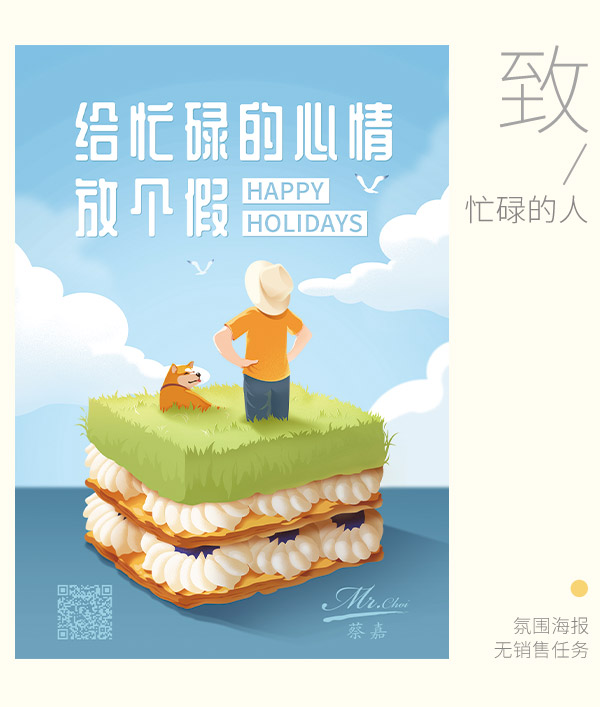 给忙碌的心情
放个假
HAPPY
HOLIDAYS
致
/
忙碌的人
Mr.Choi
蔡嘉
氛围海报
无销售任务